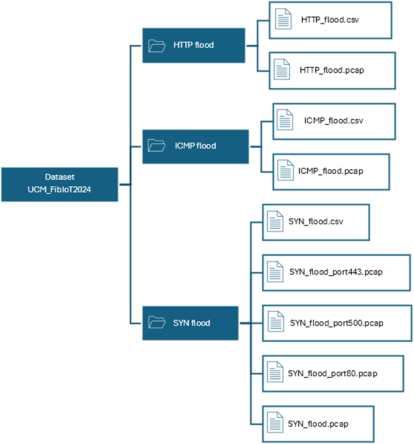 HTTP_flood.csv
HTTP flood
HTTP_flood.pcap
ICMP_flood.csv
ICMP flood
ICMP_flood.pcap
Dataset
UCM_FibIoT2024
SYN_flood.csv
SYN_flood_port443.pcap
SYN flood
SYN_flood_port500.pcap
SYN_flood_port80.pcap
SYN_flood.pcap